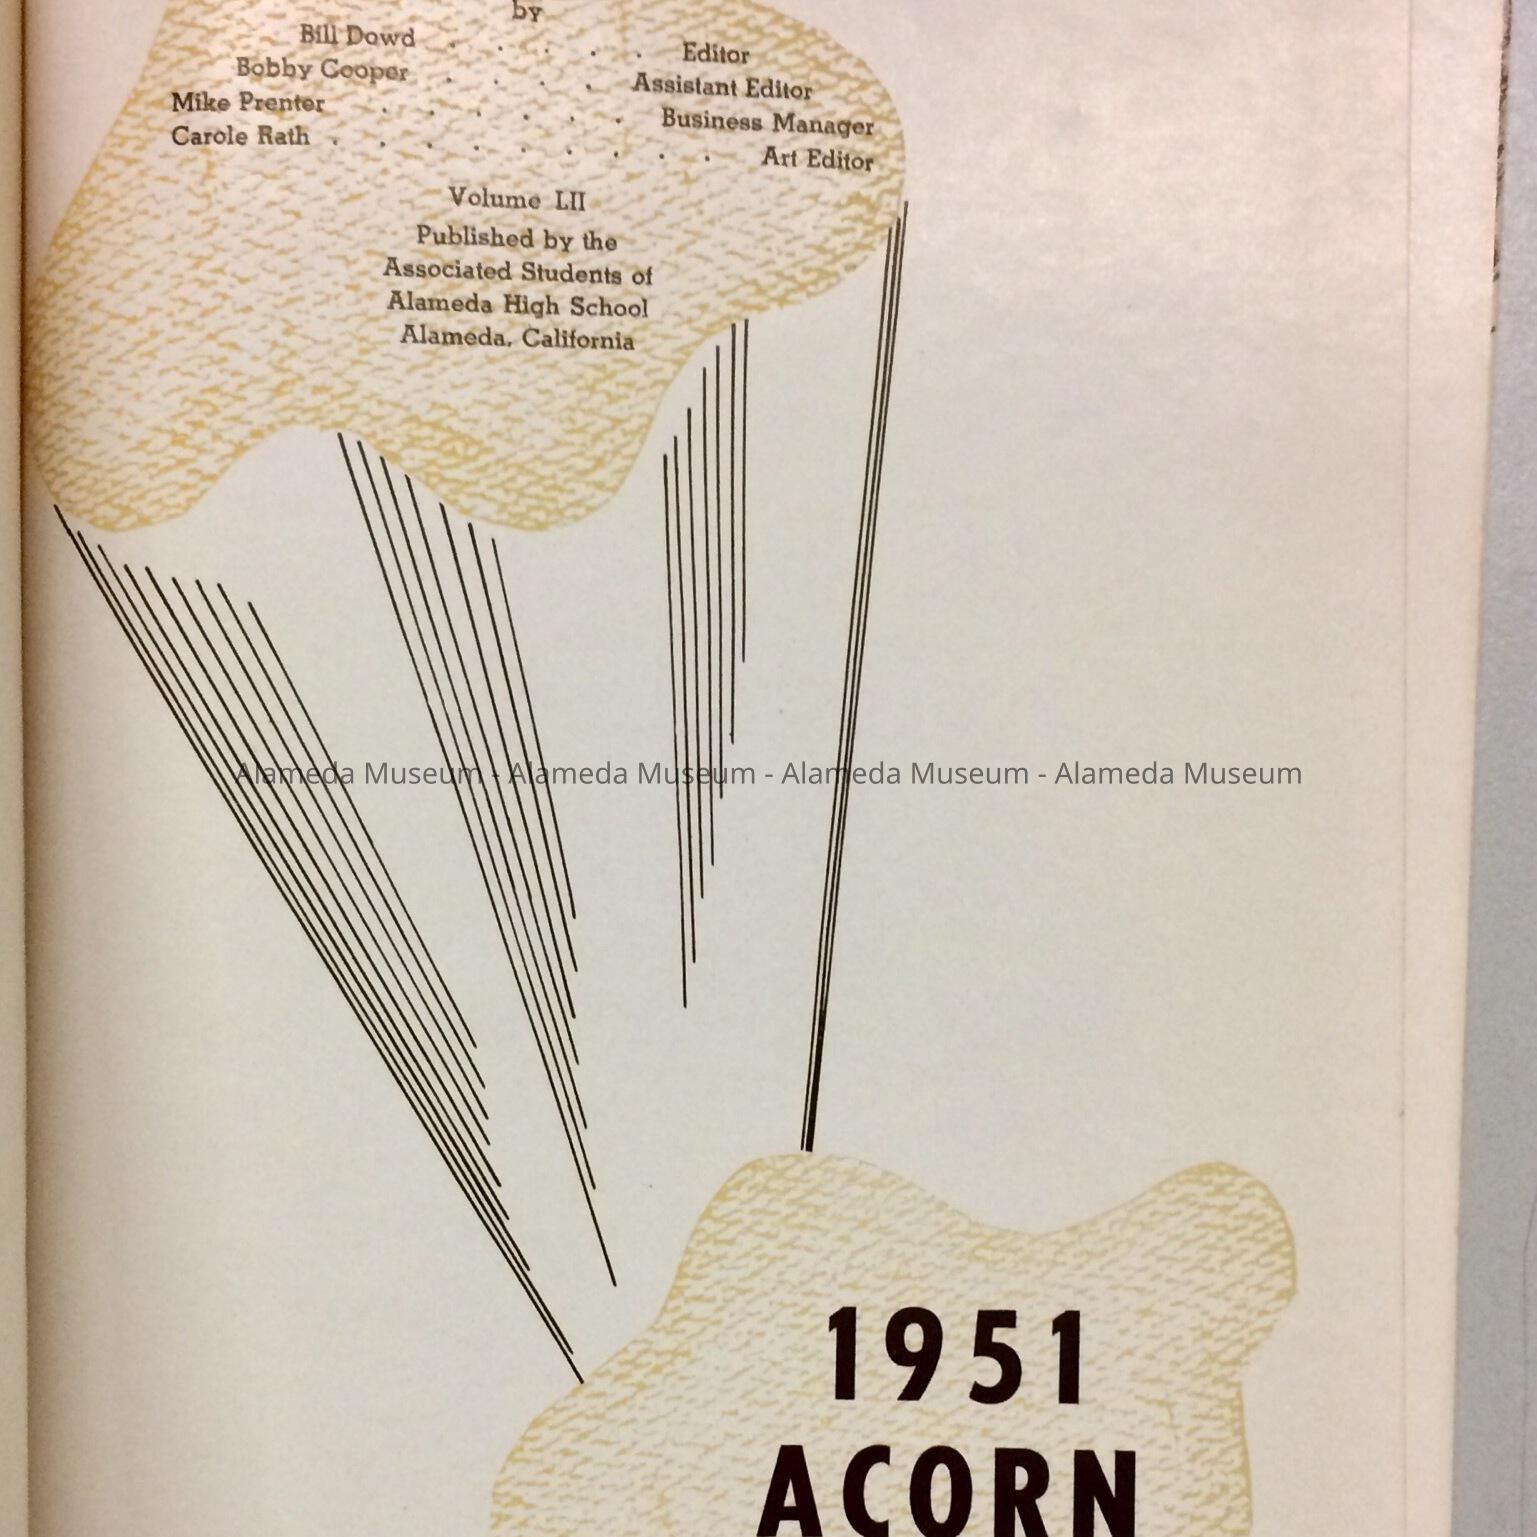 by
Bill Dowd . . . . . Editor
Bobby Cooper . . . . Assistant Editor
Mike Prenter . . . . . . Business Manager
Carole Rath . . . . . . . . . Art Editor
Volume LII
Published by the
Associated Students of
Alameda High School
Alameda, California
Alameda Museum - Alameda Museum - Alameda Museum - Alameda Museum
1951
ACORN